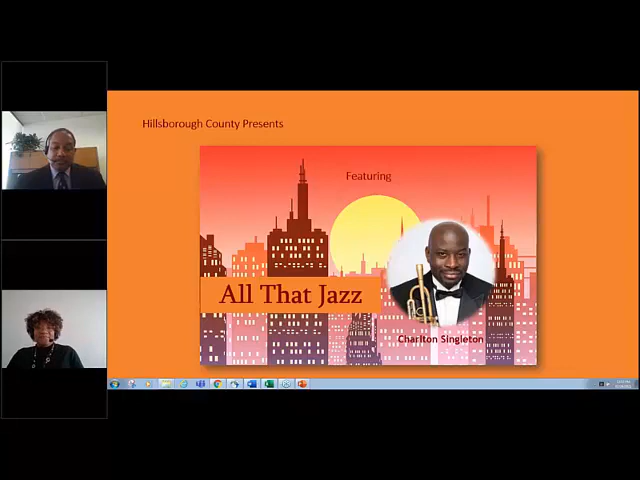 Hillsborough County Presents
Featuring
All That Jazz
Charlton Singleton